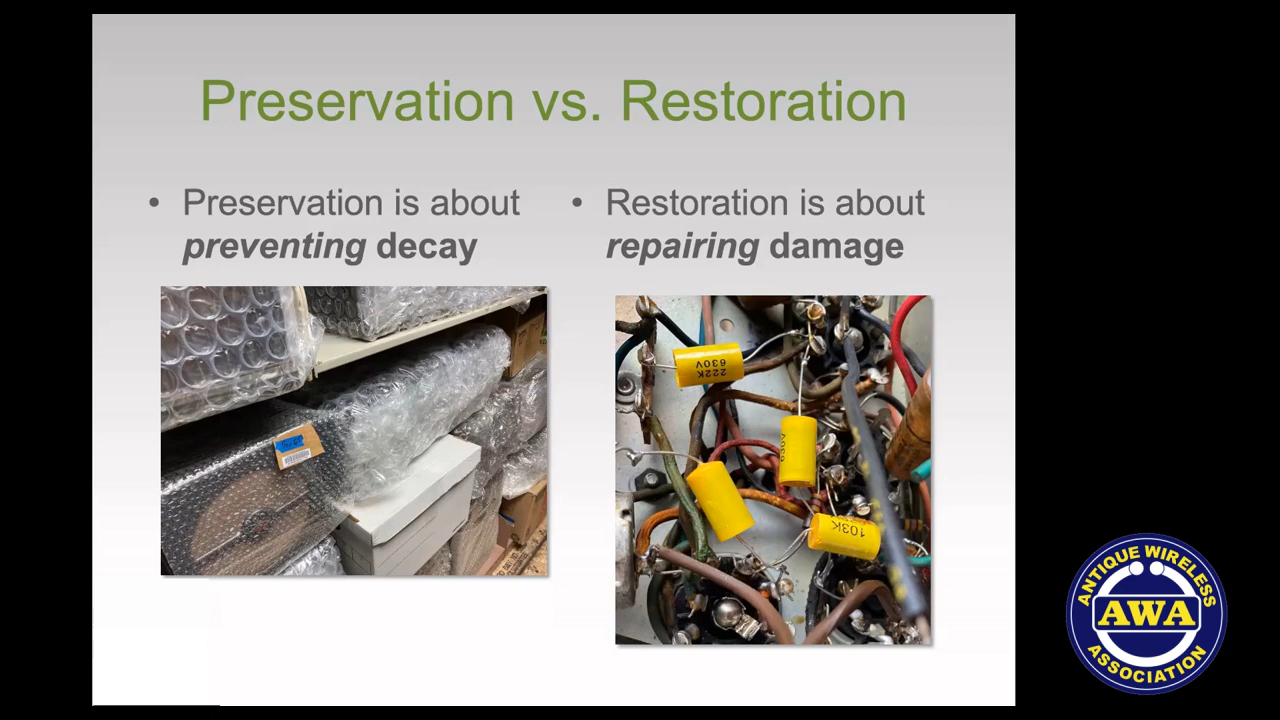 Preservation vs. Restoration
• Preservation is about
preventing decay
• Restoration is about
repairing damage
222K
630V
630V
103K
ANTIQUE WIRELESS
AWA
ASSOCIATION